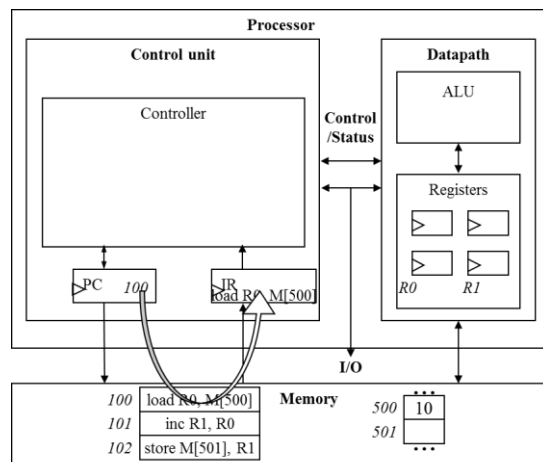 Processor
Control unit
Datapath
Controller
ALU
Control
/Status
Registers
PC
100
IR
load R0, M[500]
R0
R1
I/O
Memory
100
load R0, M[500]
101
inc R1, R0
102
store M[501], R1
...
500
10
501
...